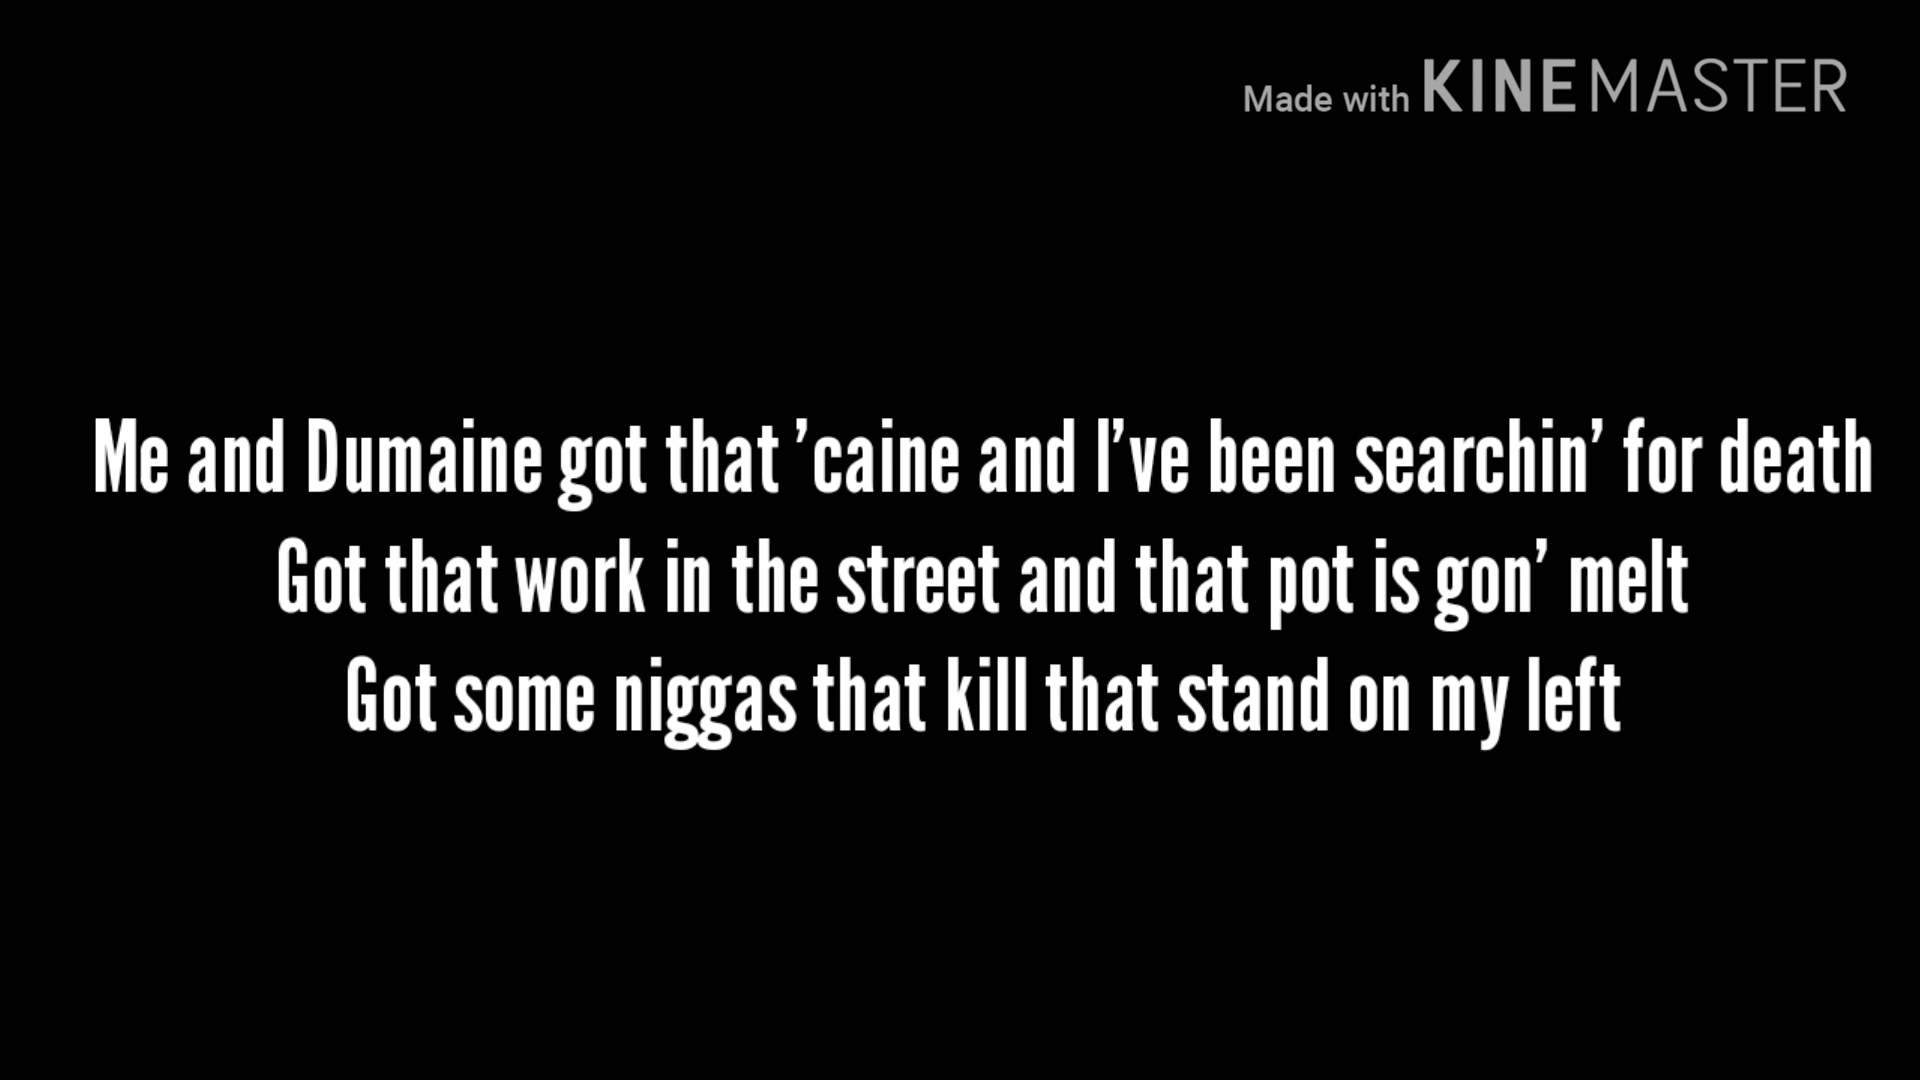 Made with KINEMASTER
Me and Dumaine got that ’caine and I’ve been searchin’ for death
Got that work in the street and that pot is gon’ melt
Got some niggas that kill that stand on my left